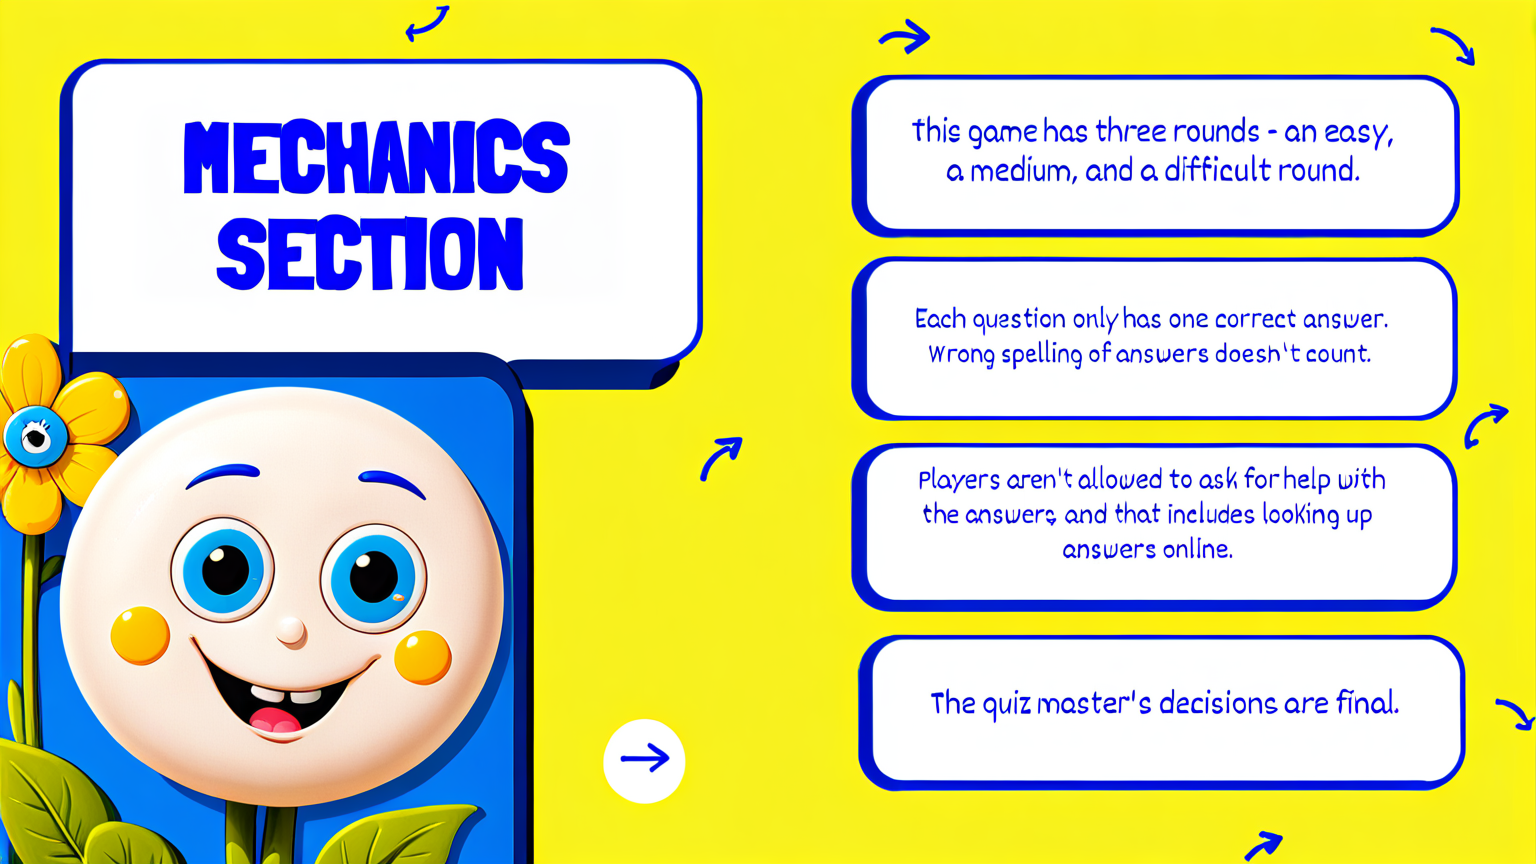 MECHANICS
SECTION
This game has three rounds - an easy,
a medium, and a difficult round.
Each question only has one correct answer.
Wrong spelling of answers doesn't count.
Players aren't allowed to ask for help with
the answers, and that includes looking up
answers online.
The quiz master's decisions are final.